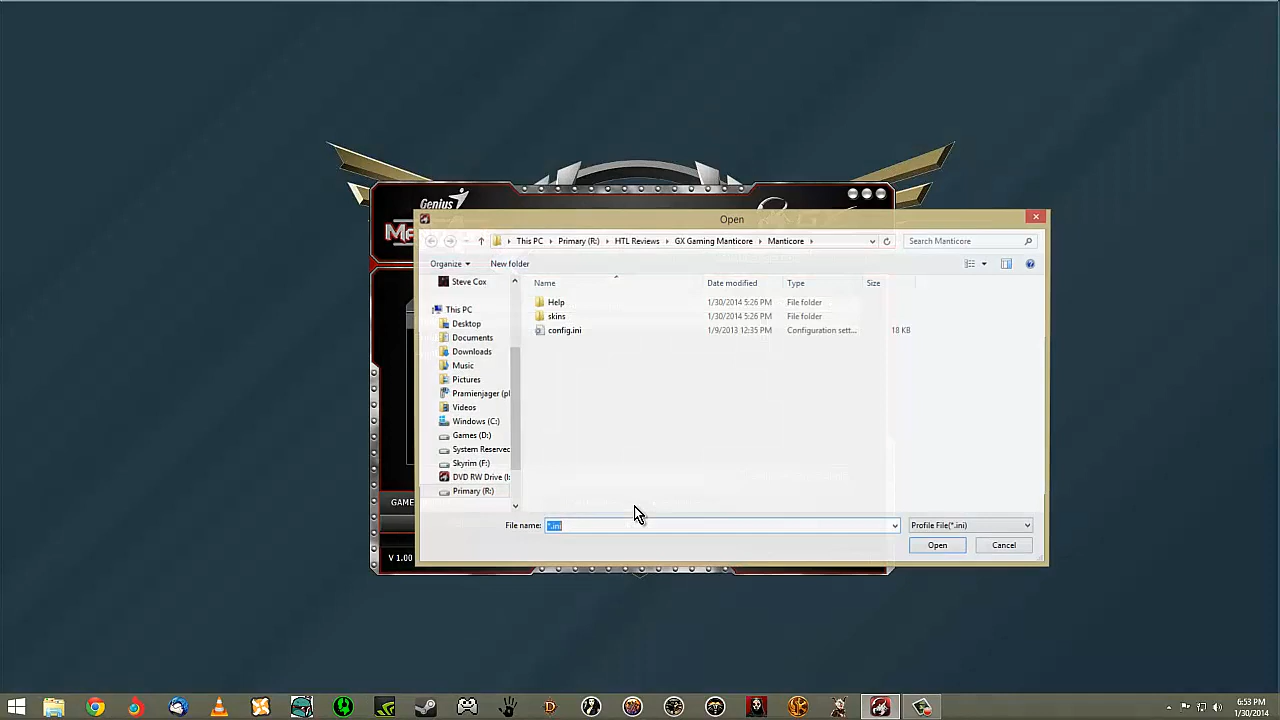 Genius
Open
This PC
Primary (R:)
HTL Reviews
GX Gaming Manticore
Manticore
Search Manticore
Organize
New folder
Name
Date modified
Type
Size
Steve Cox
This PC
Desktop
Documents
Downloads
Music
Pictures
Pramienjager (pl
Videos
Windows (C:)
Games (D:)
System Reserved
Skyrim (F:)
DVD RW Drive (I:
Primary (R:)
Help 1/30/2014 5:26 PM File folder
skins 1/30/2014 5:26 PM File folder
config.ini 1/9/2013 12:35 PM Configuration sett... 18 KB
GAME
File name: *.ini
Profile File(*.ini)
Open
Cancel
V 1.00
6:53 PM
1/30/2014